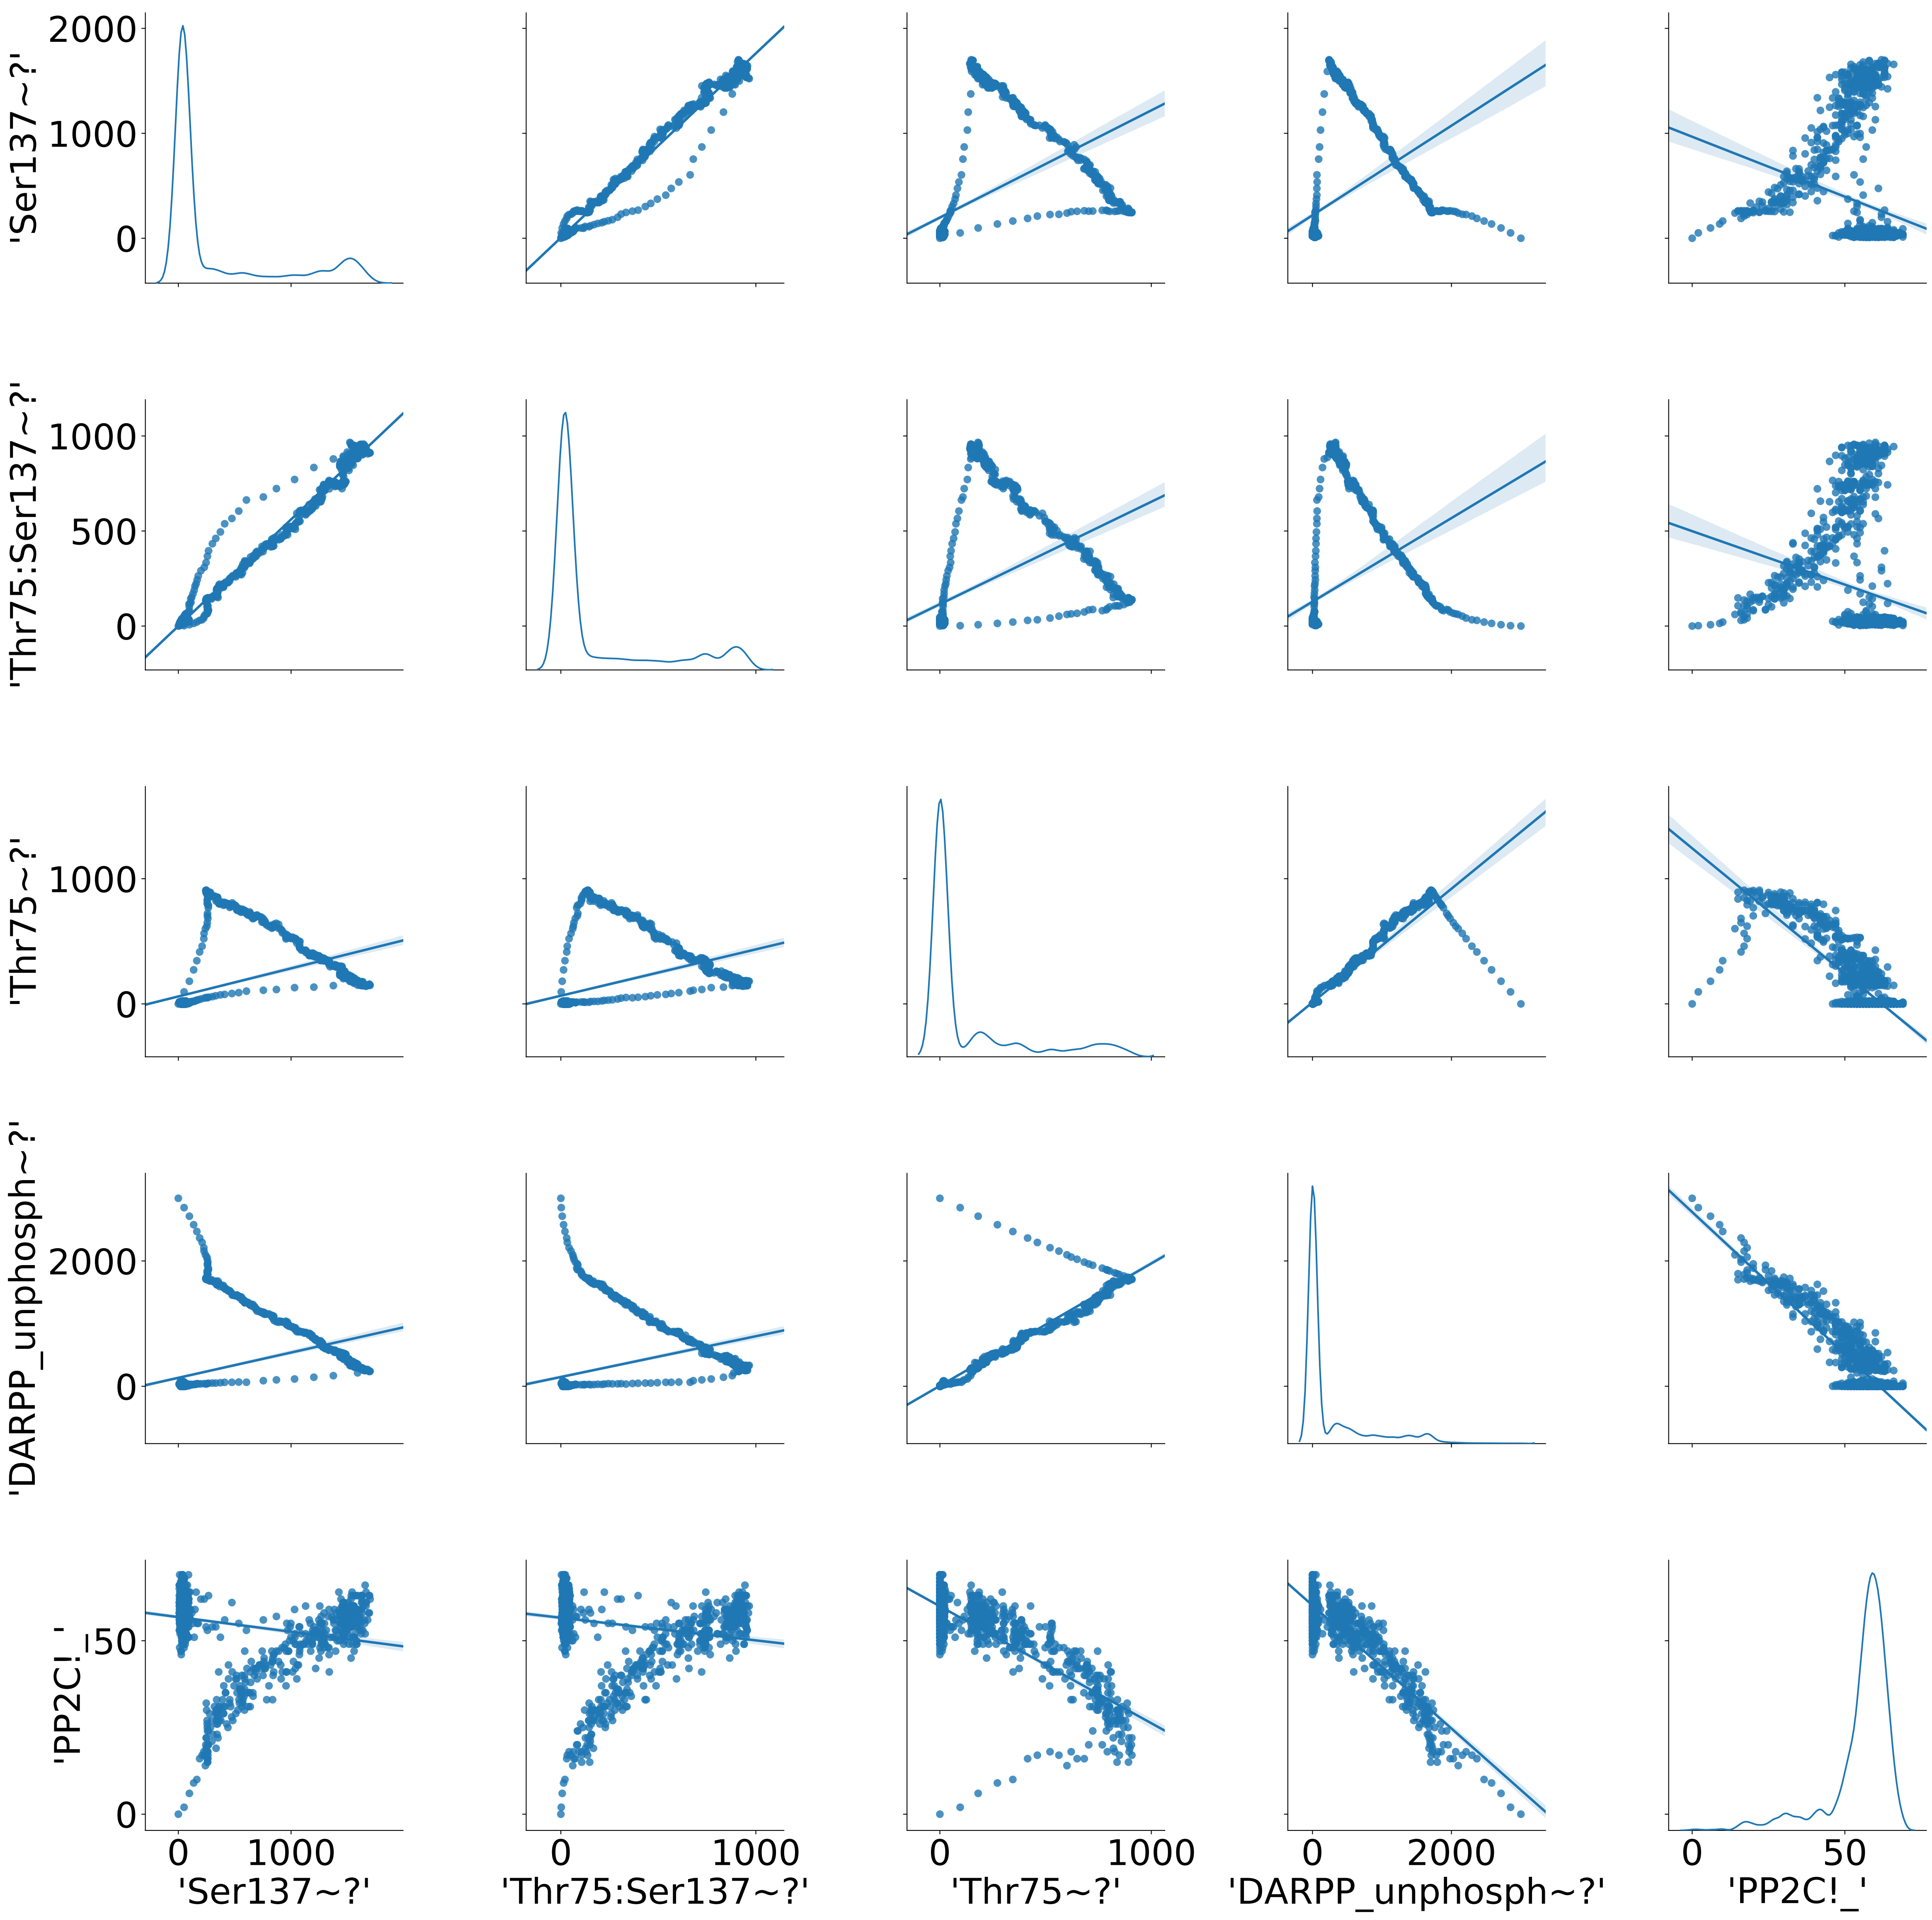 2000
1000
0
'Ser137~?'
1000
500
0
'Thr75:Ser137~?'
1000
0
'Thr75~?'
2000
0
'DARPP_unphosph~?'
50
0
'PP2C!_'
0 1000
0 1000
0 1000
0 2000
0 50
'Ser137~?'
'Thr75:Ser137~?'
'Thr75~?'
'DARPP_unphosph~?'
'PP2C!_'